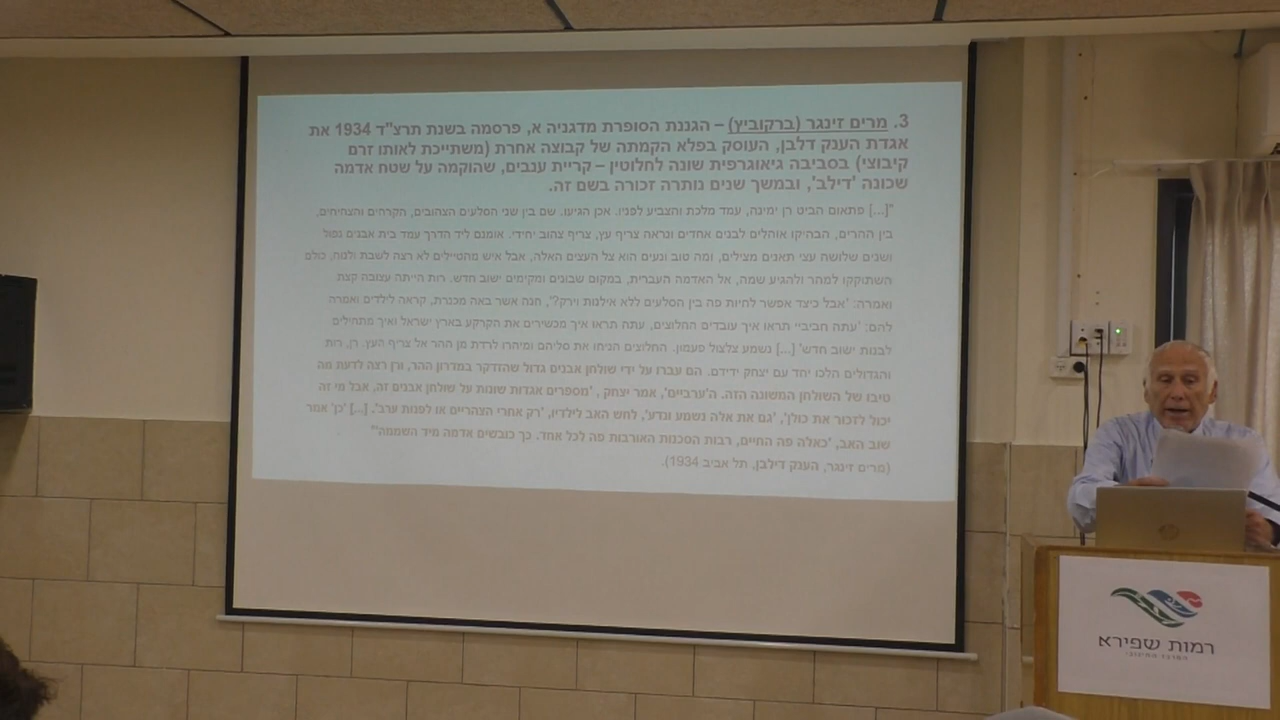 3. מרים זינגר (ברקוביץ) – הגננת הסופרת מדגניה א, פרסמה בשנת תרצ"ד 1934 את
אגדת הענק דלבן, העוסק בפלא הקמתה של קבוצה אחרת (משתייכת לאותו זרם
קיבוצי) בסביבה גיאוגרפית שונה לחלוטין – קריית ענבים, שהוקמה על שטח אדמה
שכונה 'דילב', ובמשך שנים נותרה זכורה בשם זה.
"[...] פתאום הביט רן ימינה, עמד מלכת והצביע לפניו. אכן הגיעו. שם בין שני הסלעים הצהובים, הקרחים והצחיחים,
בין ההרים, הבהיקו אוהלים לבנים אחדים ונראה צריף עץ, צריף צהוב יחידי. אומנם ליד הדרך עמד בית אבנים נפול
ושנים שלושה עצי תאנים מצילים, ומה טוב ונעים הוא צל העצים האלה, אבל איש מהטיילים לא רצה לשבת ולנוח, כולם
השתוקקו למהר ולהגיע שמה, אל האדמה העברית, במקום שבונים ומקימים ישוב חדש. רות הייתה עצובה קצת
ואמרה: 'אבל כיצד אפשר לחיות פה בין הסלעים ללא אילנות וירק?', חנה אשר באה מכנרת, קראה לילדים ואמרה
להם: 'עתה חביביי תראו איך עובדים החלוצים, עתה תראו איך מכשירים את הקרקע בארץ ישראל ואיך מתחילים
לבנות ישוב חדש' [...] נשמע צלצול פעמון. החלוצים הניחו את סליהם ומיהרו לרדת מן ההר אל צריף העץ. רן, רות
והגדולים הלכו יחד עם יצחק ידידם. הם עברו על ידי שולחן אבנים גדול שהזדקר במדרון ההר, ורן רצה לדעת מה
טיבו של השולחן המשונה הזה. ה'ערביים', אמר יצחק , 'מספרים אגדות שונות על שולחן אבנים זה, אבל מי זה
יכול לזכור את כולן', 'גם את אלה נשמע ונדע', לחש האב לילדיו, 'רק אחרי הצהריים או לפנות ערב'. [...] 'כן' אמר
שוב האב, 'כאלה פה החיים, רבות הסכנות האורבות פה לכל אחד. כך כובשים אדמה מיד השממה'"
(מרים זינגר, הענק דילבן, תל אביב 1934).
רמות שפירא